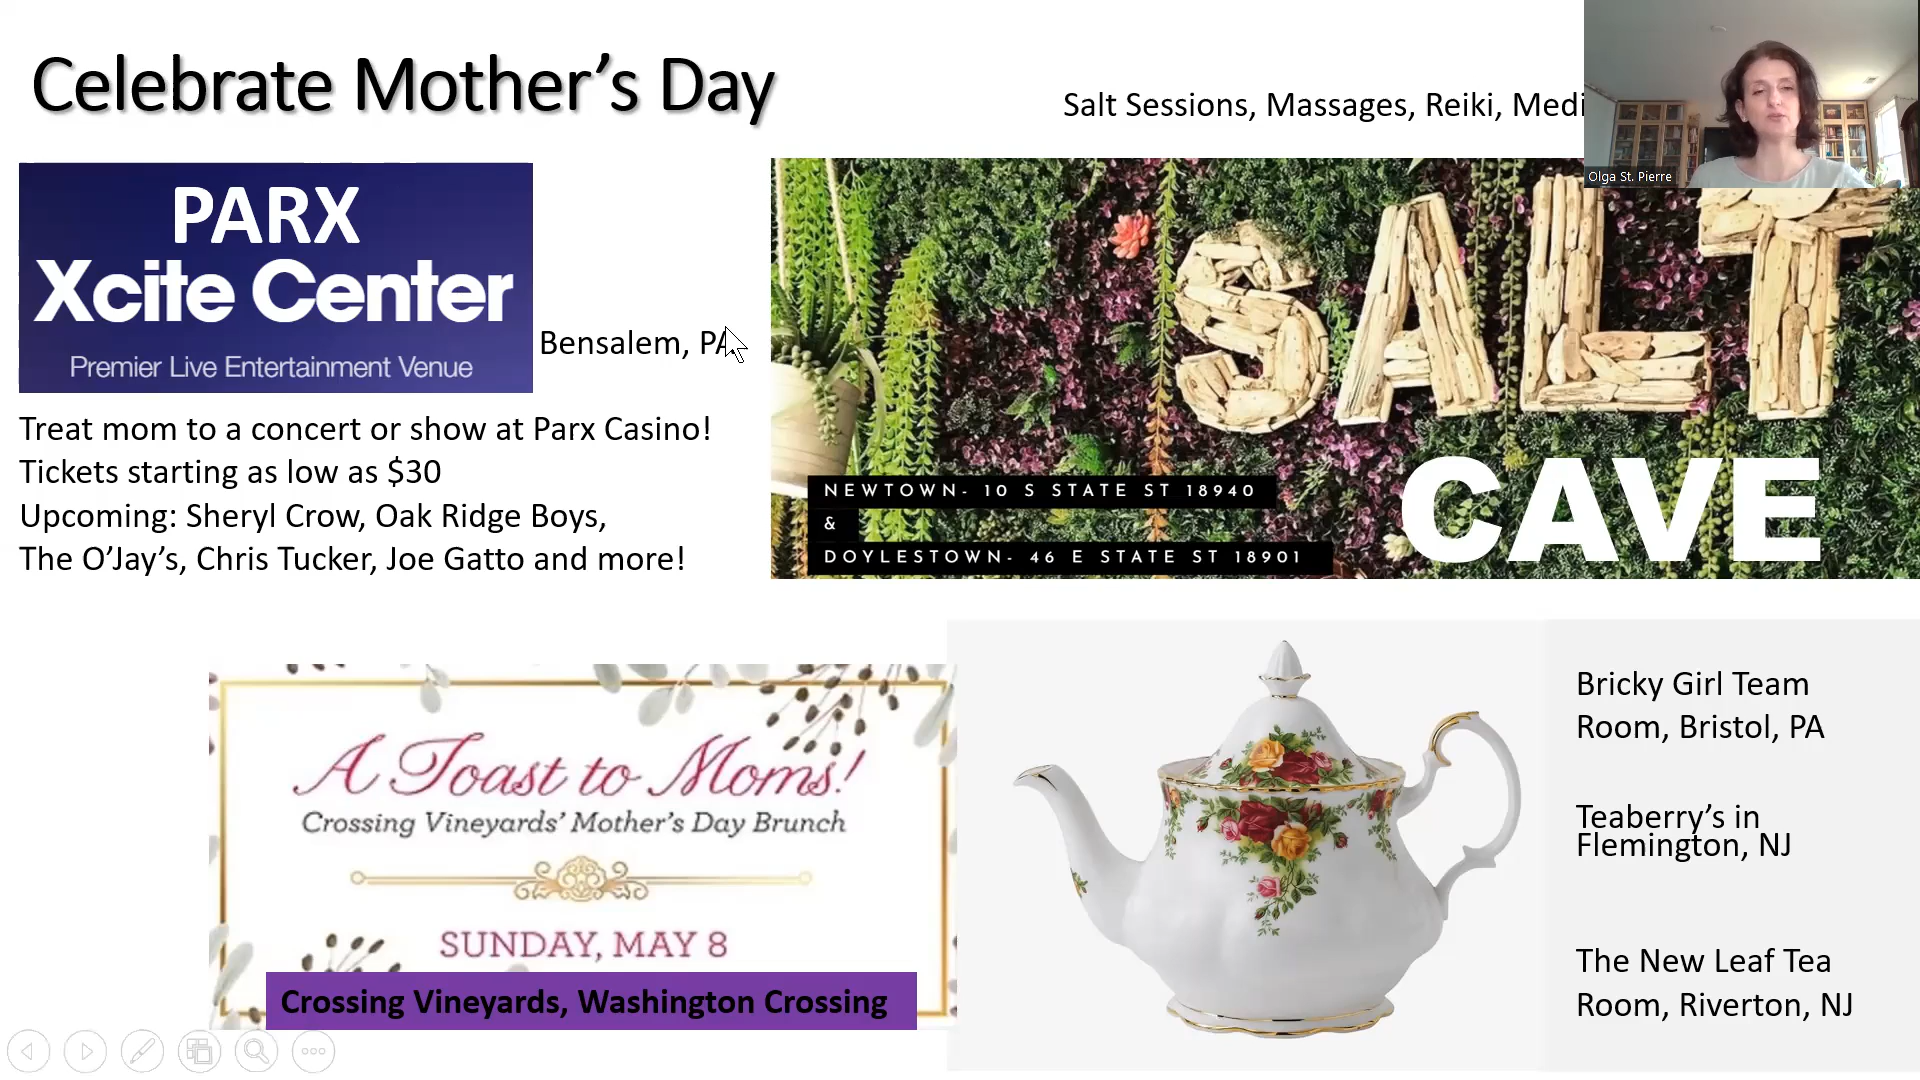 Celebrate Mother’s Day
Salt Sessions, Massages, Reiki, Medi
Olga St. Pierre
PARX
Xcite Center
Premier Live Entertainment Venue
Bensalem, PA
Treat mom to a concert or show at Parx Casino!
Tickets starting as low as $30
Upcoming: Sheryl Crow, Oak Ridge Boys,
The O’Jay’s, Chris Tucker, Joe Gatto and more!
SALT
CAVE
NEWTOWN- 10 S STATE ST 18940
&
DOYLESTOWN- 46 E STATE ST 18901
A Toast to Moms!
Crossing Vineyards’ Mother’s Day Brunch
SUNDAY, MAY 8
Crossing Vineyards, Washington Crossing
Bricky Girl Team
Room, Bristol, PA
Teaberry’s in
Flemington, NJ
The New Leaf Tea
Room, Riverton, NJ